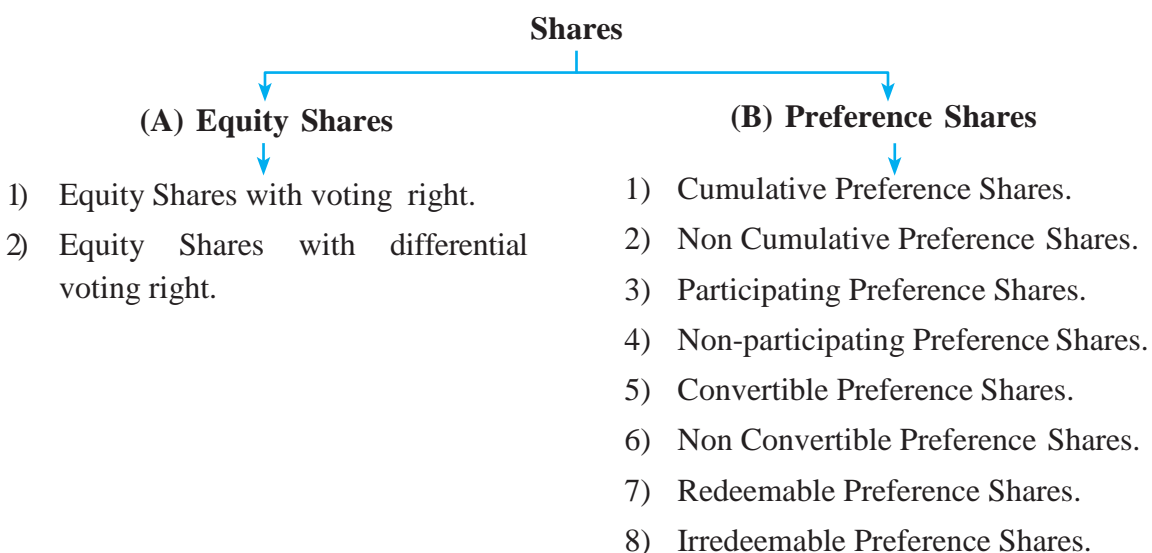 Shares
(A) Equity Shares
1) Equity Shares with voting right.
2) Equity Shares with differential
voting right.
(B) Preference Shares
1) Cumulative Preference Shares.
2) Non Cumulative Preference Shares.
3) Participating Preference Shares.
4) Non-participating Preference Shares.
5) Convertible Preference Shares.
6) Non Convertible Preference Shares.
7) Redeemable Preference Shares.
8) Irredeemable Preference Shares.